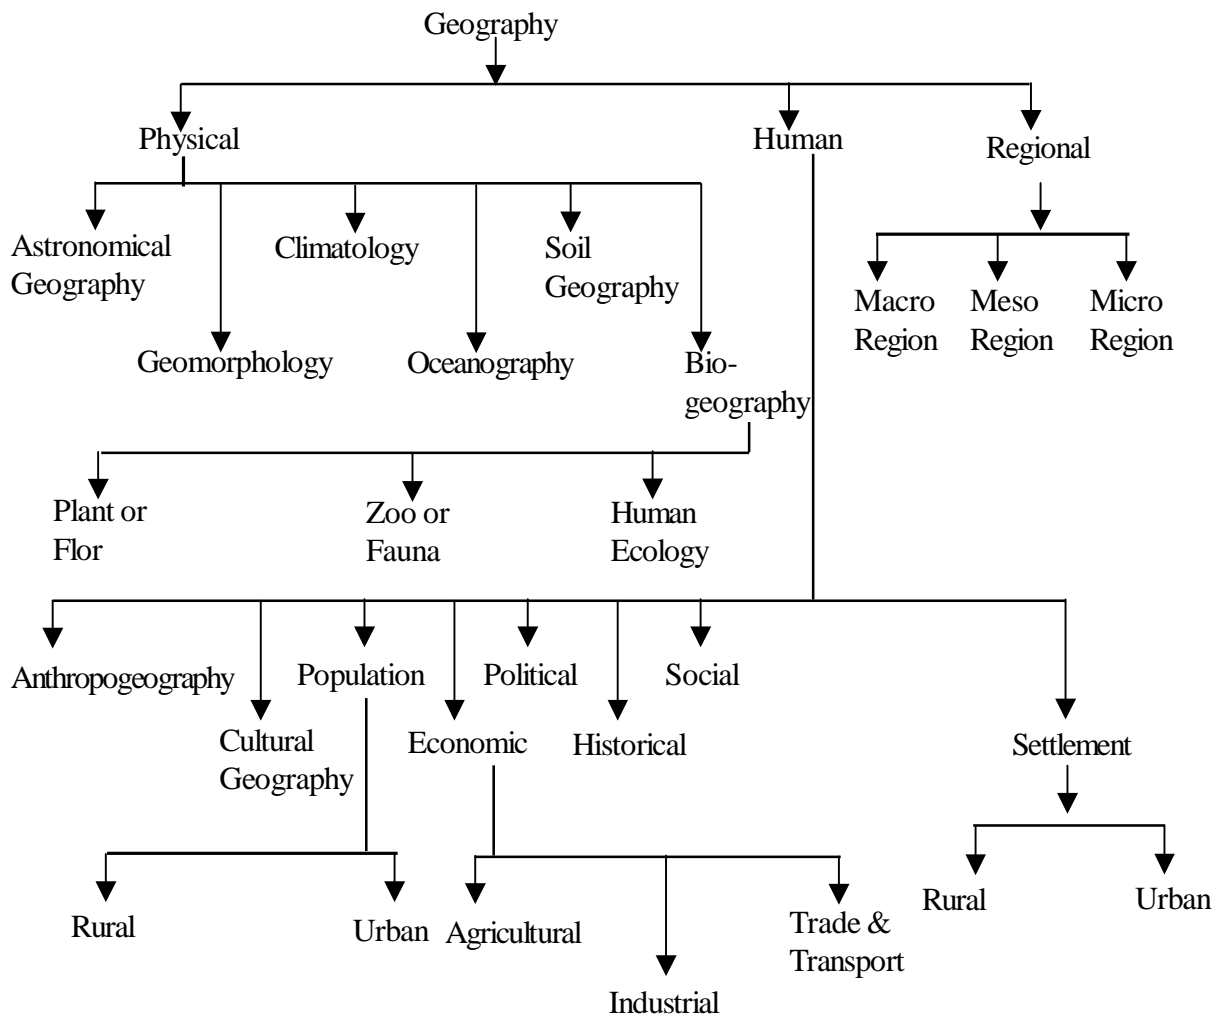 Geography
Physical
Human
Regional
Astronomical
Geography
Climatology
Soil
Geography
Macro
Region
Meso
Region
Micro
Region
Geomorphology
Oceanography
Bio-
geography
Plant or
Flor
Zoo or
Fauna
Human
Ecology
Anthropogeography
Population
Political
Social
Cultural
Geography
Economic
Historical
Settlement
Rural
Urban
Agricultural
Industrial
Trade &
Transport
Rural
Urban